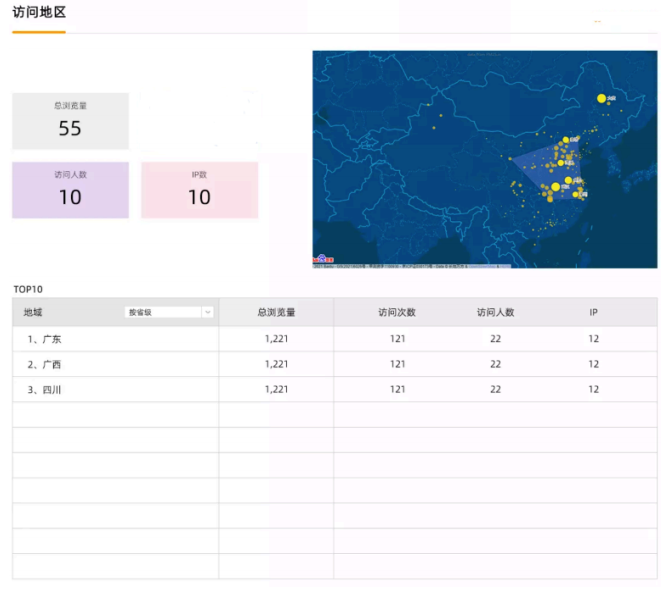 访问地区
--
总浏览量
55
访问人数
10
IP数
10
TOP10
地域 按省级 总浏览量 访问次数 访问人数 IP
1、广东 1,221 121 22 12
2、广西 1,221 121 22 12
3、四川 1,221 121 22 12